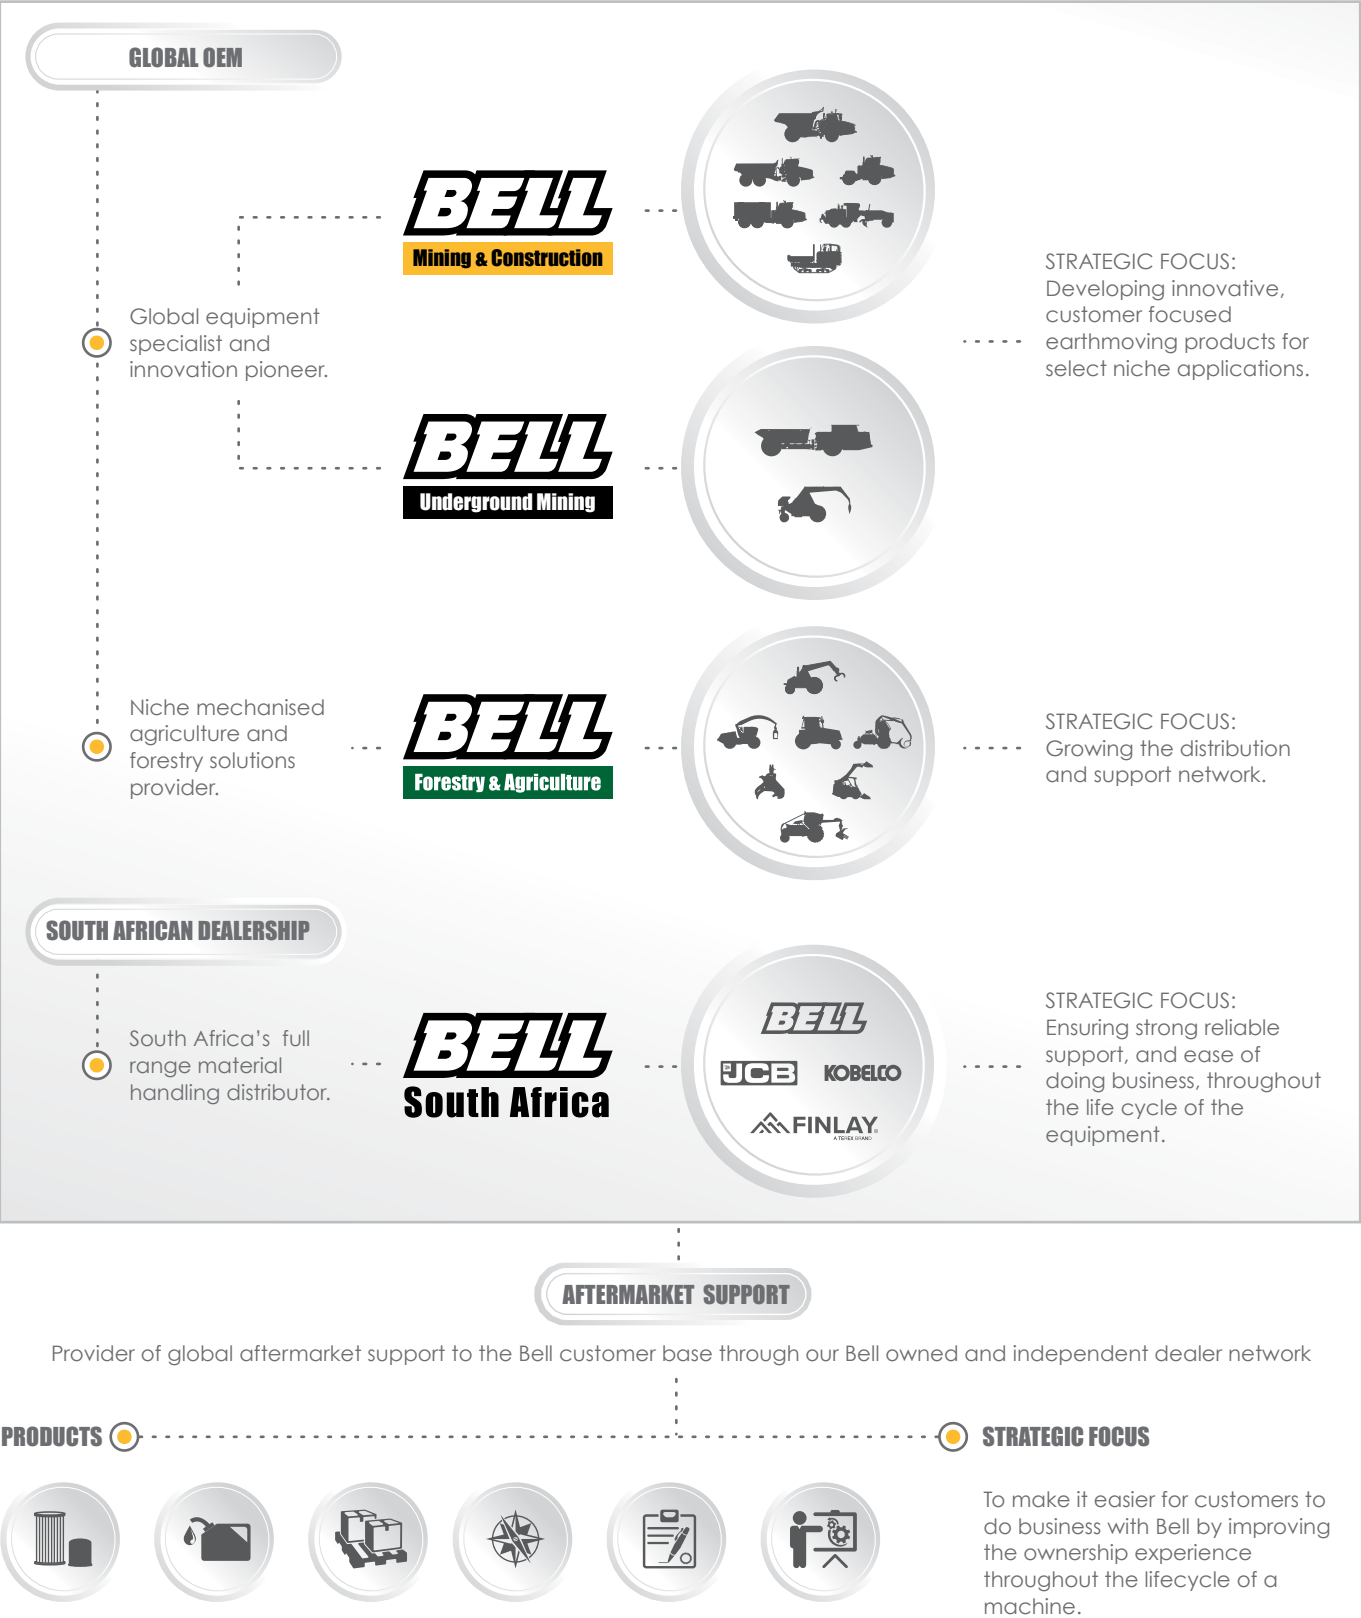 GLOBAL OEM
BELL
Mining & Construction
Global equipment
specialist and
innovation pioneer.
STRATEGIC FOCUS:
Developing innovative,
customer focused
earthmoving products for
select niche applications.
BELL
Underground Mining
Niche mechanised
agriculture and
forestry solutions
provider.
BELL
Forestry & Agriculture
STRATEGIC FOCUS:
Growing the distribution
and support network.
SOUTH AFRICAN DEALERSHIP
South Africa's full
range material
handling distributor.
BELL
South Africa
BELL
JCB
KOBELCO
FINLAY
A TEREX BRAND
STRATEGIC FOCUS:
Ensuring strong reliable
support, and ease of
doing business, throughout
the life cycle of the
equipment.
AFTERMARKET SUPPORT
Provider of global aftermarket support to the Bell customer base through our Bell owned and independent dealer network
PRODUCTS
STRATEGIC FOCUS
To make it easier for customers to
do business with Bell by improving
the ownership experience
throughout the lifecycle of a
machine.